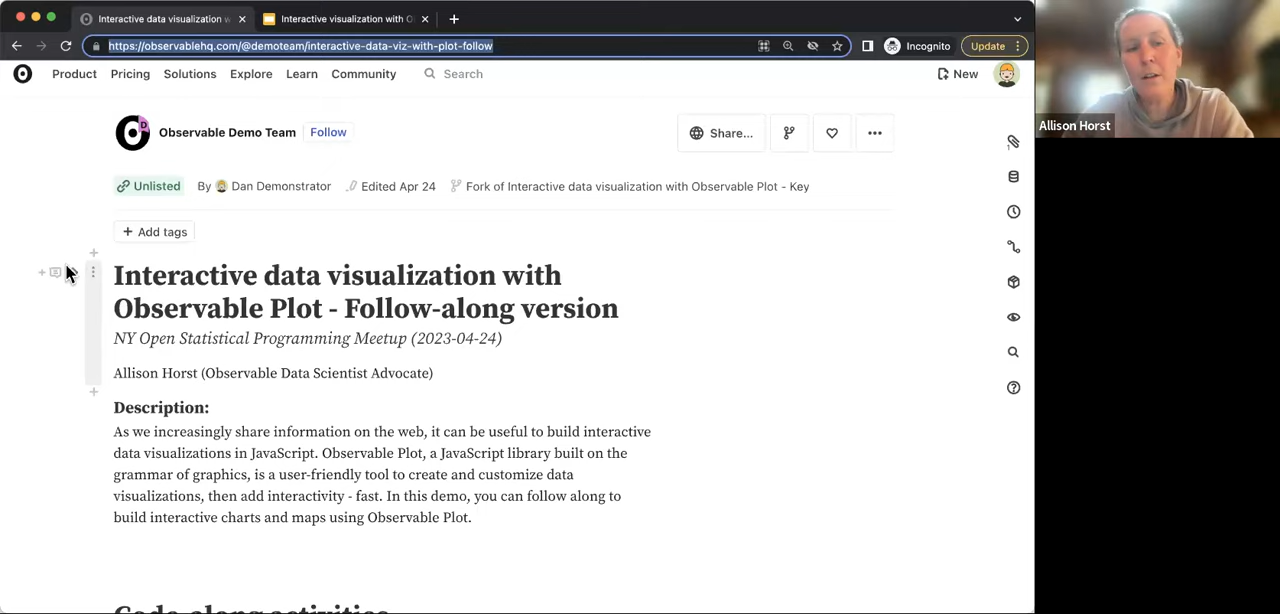 Interactive data visualization w
Interactive visualization with O
https://observablehq.com/@demoteam/interactive-data-viz-with-plot-follow
Incognito
Update
Product
Pricing
Solutions
Explore
Learn
Community
Search
New
Allison Horst
Observable Demo Team
Follow
Share...
Unlisted
By Dan Demonstrator
Edited Apr 24
Fork of Interactive data visualization with Observable Plot - Key
+ Add tags
Interactive data visualization with
Observable Plot - Follow-along version
NY Open Statistical Programming Meetup (2023-04-24)
Allison Horst (Observable Data Scientist Advocate)
Description:
As we increasingly share information on the web, it can be useful to build interactive
data visualizations in JavaScript. Observable Plot, a JavaScript library built on the
grammar of graphics, is a user-friendly tool to create and customize data
visualizations, then add interactivity - fast. In this demo, you can follow along to
build interactive charts and maps using Observable Plot.
Code-along activities